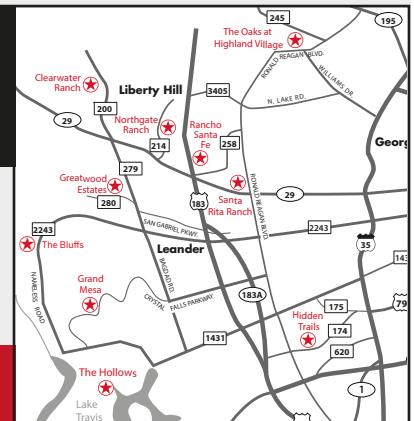 245
195
The Oaks at
Highland Village
RONALD REAGAN BLVD.
WILLIAMS DR.
Clearwater
Ranch
Liberty Hill
3405
N. LAKE RD.
200
29
Northgate
Ranch
Rancho
Santa
Fe
214
258
Georg
279
Greatwood
Estates
280
Santa
Rita Ranch
29
183
RONALD REAGAN BLVD.
SAN GABRIEL PKWY.
2243
2243
The Bluffs
Leander
35
BAGDAD RD.
143
NAMELESS ROAD
Grand
Mesa
CRYSTAL FALLS PARKWAY
183A
175
79
Hidden
Trails
174
1431
620
The Hollows
1
Lake
Travis